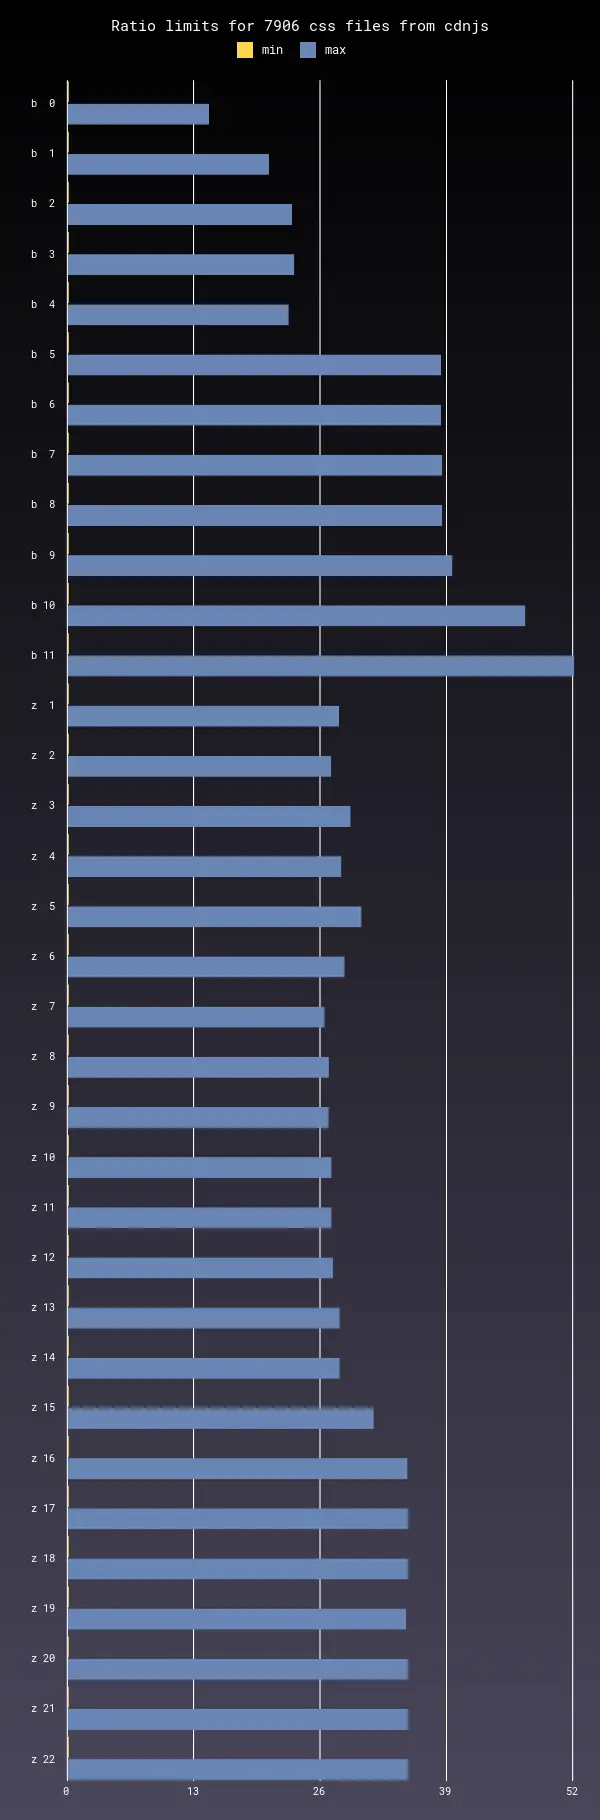 Ratio limits for 7906 css files from cdnjs
min max
b 0
b 1
b 2
b 3
b 4
b 5
b 6
b 7
b 8
b 9
b 10
b 11
z 1
z 2
z 3
z 4
z 5
z 6
z 7
z 8
z 9
z 10
z 11
z 12
z 13
z 14
z 15
z 16
z 17
z 18
z 19
z 20
z 21
z 22
0 13 26 39 52